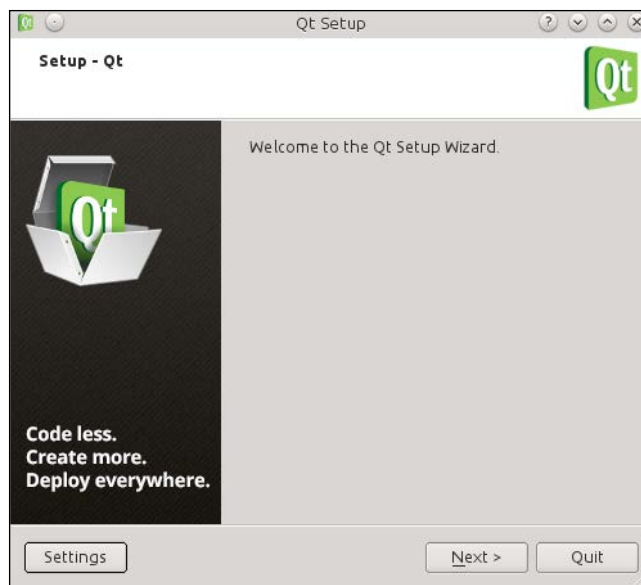 Qt Setup
Setup - Qt
Qt
Welcome to the Qt Setup Wizard.
Qt
Code less.
Create more.
Deploy everywhere.
Settings
Next >
Quit